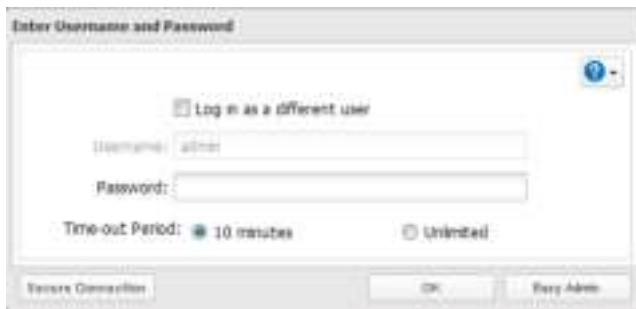 Enter Username and Password
Log in as a different user
Username: admin
Password:
Time-out Period: 10 minutes Unlimited
Secure Connection OK Easy Admin